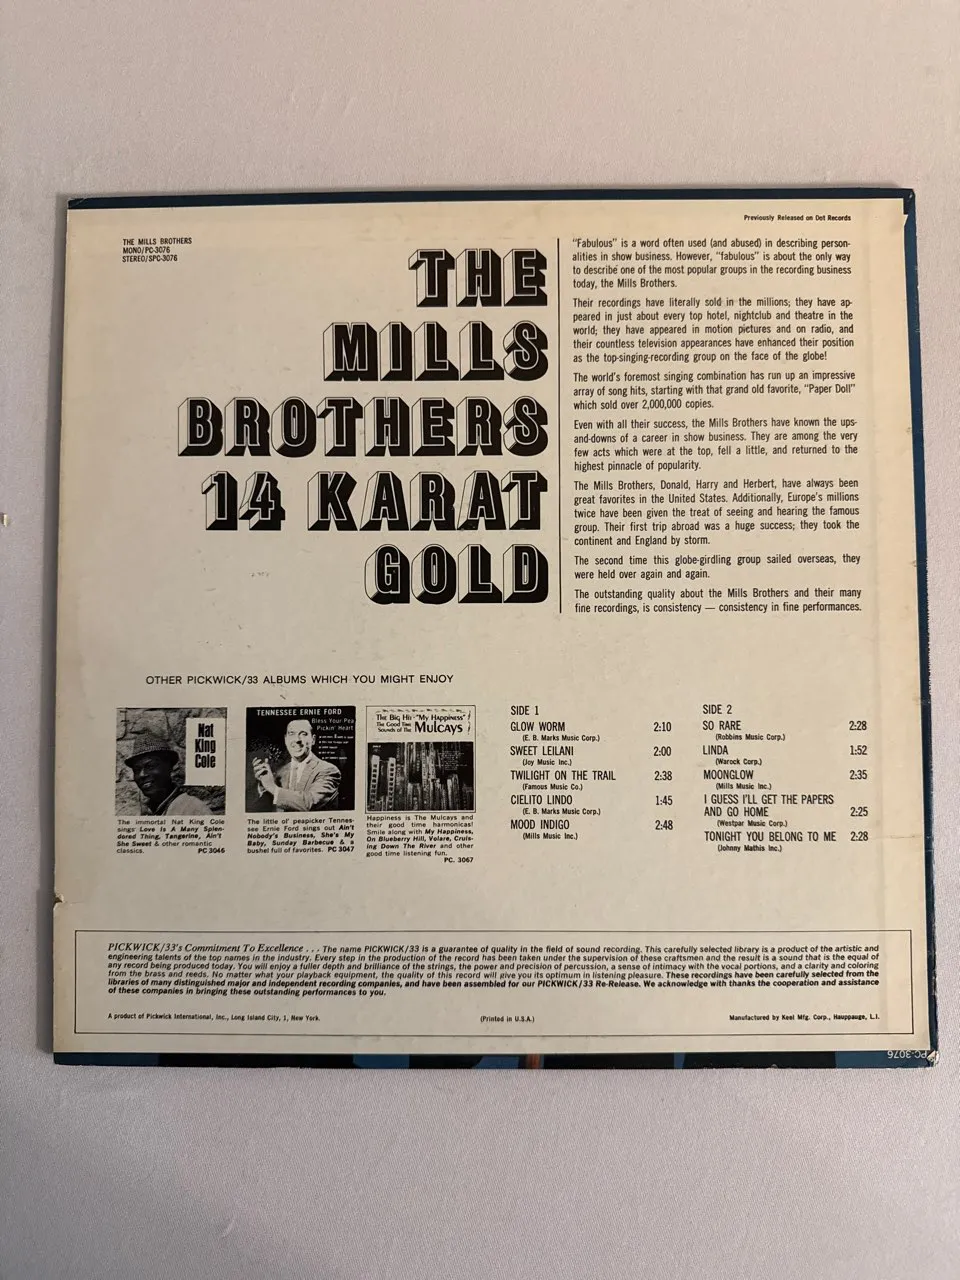 Previously Released on Dot Records
THE MILLS BROTHERS
MONO/PC-3076
STEREO/SPC-3076
THE
MILLS
BROTHERS
14 KARAT
GOLD
"Fabulous" is a word often used (and abused) in describing person-
alities in show business. However, "fabulous" is about the only way
to describe one of the most popular groups in the recording business
today, the Mills Brothers.
Their recordings have literally sold in the millions; they have ap-
peared in just about every top hotel, nightclub and theatre in the
world; they have appeared in motion pictures and on radio, and
their countless television appearances have enhanced their position
as the top-singing-recording group on the face of the globe!
The world's foremost singing combination has run up an impressive
array of song hits, starting with that grand old favorite, "Paper Doll"
which sold over 2,000,000 copies.
Even with all their success, the Mills Brothers have known the ups-
and-downs of a career in show business. They are among the very
few acts which were at the top, fell a little, and returned to the
highest pinnacle of popularity.
The Mills Brothers, Donald, Harry and Herbert, have always been
great favorites in the United States. Additionally, Europe's millions
twice have been given the treat of seeing and hearing the famous
group. Their first trip abroad was a huge success; they took the
continent and England by storm.
The second time this globe-girdling group sailed overseas, they
were held over again and again.
The outstanding quality about the Mills Brothers and their many
fine recordings, is consistency — consistency in fine performances.
OTHER PICKWICK/33 ALBUMS WHICH YOU MIGHT ENJOY
Nat
King
Cole
The immortal Nat King Cole
sings Love Is A Many Splen-
dored Thing, Tangerine, Ain't
She Sweet & other romantic
classics. PC 3046
TENNESSEE ERNIE FORD
Bless Your Pea
Pickin' Heart
The little ol' peapicker Tennes-
see Ernie Ford sings out Ain't
Nobody's Business, She's My
Baby, Sunday Barbecue & a
bushel full of favorites. PC 3047
The Big Hit "My Happiness"
The Good Time
Sounds of The Mulcays
Happiness is The Mulcays and
their good time harmonicas!
Smile along with My Happiness,
On Blueberry Hill, Volare, Cruis-
ing Down The River and other
good time listening fun.
PC. 3067
SIDE 1
GLOW WORM 2:10
(E. B. Marks Music Corp.)
SWEET LEILANI 2:00
(Joy Music Inc.)
TWILIGHT ON THE TRAIL 2:38
(Famous Music Co.)
CIELITO LINDO 1:45
(E. B. Marks Music Corp.)
MOOD INDIGO 2:48
(Mills Music Inc.)
SIDE 2
SO RARE 2:28
(Robbins Music Corp.)
LINDA 1:52
(Warock Corp.)
MOONGLOW 2:35
(Mills Music Inc.)
I GUESS I'LL GET THE PAPERS
AND GO HOME 2:25
(Westpar Music Corp.)
TONIGHT YOU BELONG TO ME 2:28
(Johnny Mathis Inc.)
PICKWICK/33's Commitment To Excellence . . . The name PICKWICK/33 is a guarantee of quality in the field of sound recording. This carefully selected library is a product of the artistic and
engineering talents of the top names in the industry. Every step in the production of the record has been taken under the supervision of these craftsmen and the result is a sound that is the equal of
any record being produced today. You will enjoy a fuller depth and brilliance of the strings, the power and precision of percussion, a sense of intimacy with the vocal portions, and a clarity and coloring
from the brass and reeds. No matter what your playback equipment, the quality of this record will give you its optimum in listening pleasure. These recordings have been carefully selected from the
libraries of many distinguished major and independent recording companies, and have been assembled for our PICKWICK/33 Re-Release. We acknowledge with thanks the cooperation and assistance
of these companies in bringing these outstanding performances to you.
A product of Pickwick International, Inc., Long Island City, 1, New York.
(Printed in U.S.A.)
Manufactured by Keel Mfg. Corp., Hauppauge, L.I.
PC-3076